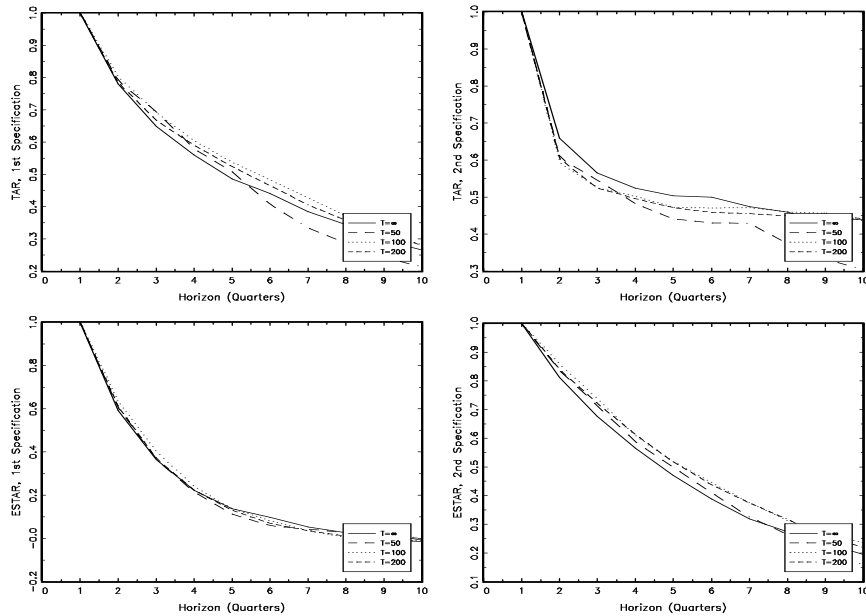 TAR, 1st Specification
1.0
0.9
0.8
0.7
0.6
0.5
0.4
0.3
0.2
0 1 2 3 4 5 6 7 8 9 10
Horizon (Quarters)
T=∞
T=50
T=100
T=200
TAR, 2nd Specification
1.0
0.9
0.8
0.7
0.6
0.5
0.4
0.3
0 1 2 3 4 5 6 7 8 9 10
Horizon (Quarters)
T=∞
T=50
T=100
T=200
ESTAR, 1st Specification
1.0
0.8
0.6
0.4
0.2
-0.0
-0.2
0 1 2 3 4 5 6 7 8 9 10
Horizon (Quarters)
T=∞
T=50
T=100
T=200
ESTAR, 2nd Specification
1.0
0.9
0.8
0.7
0.6
0.5
0.4
0.3
0.2
0.1
0 1 2 3 4 5 6 7 8 9 10
Horizon (Quarters)
T=∞
T=50
T=100
T=200